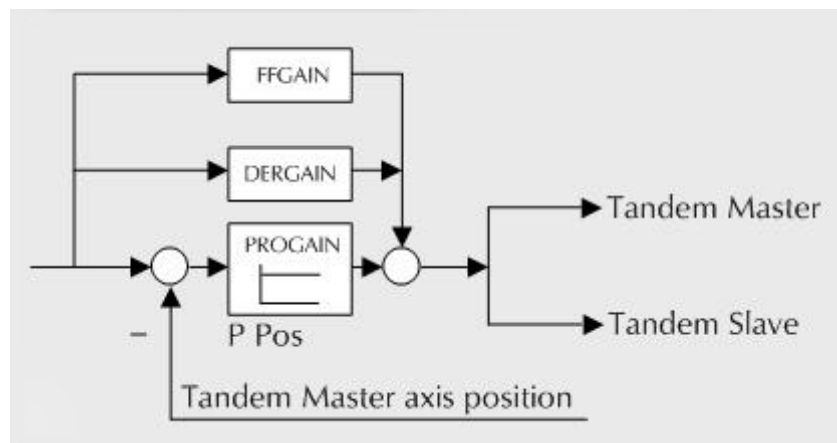 FFGAIN
DERGAIN
PROGAIN
P Pos
–
Tandem Master
Tandem Slave
Tandem Master axis position